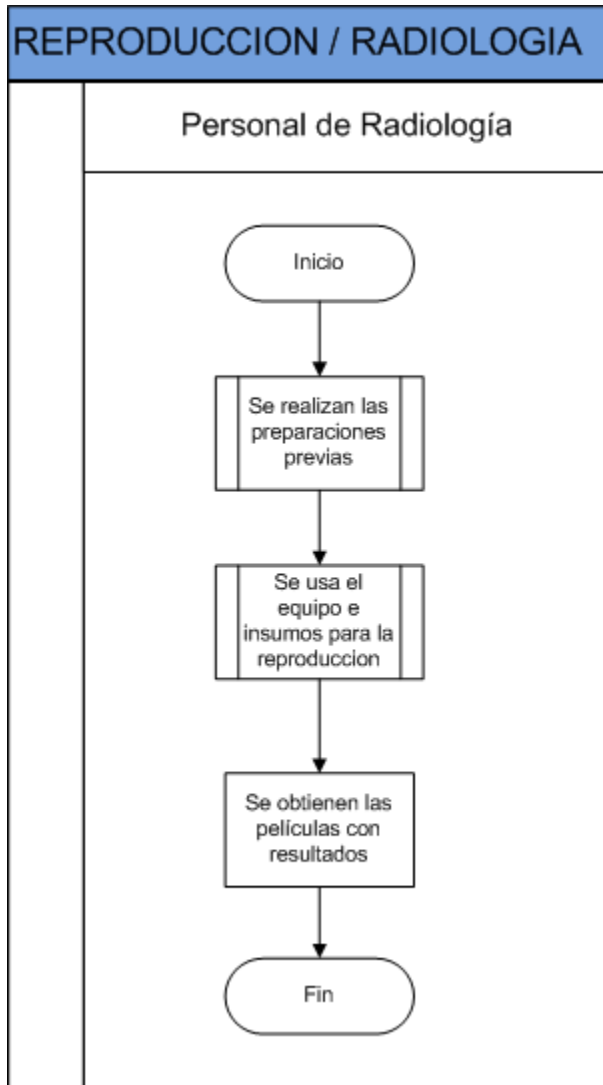 REPRODUCCION / RADIOLOGIA
Personal de Radiología
Inicio
Se realizan las
preparaciones
previas
Se usa el
equipo e
insumos para la
reproduccion
Se obtienen las
películas con
resultados
Fin